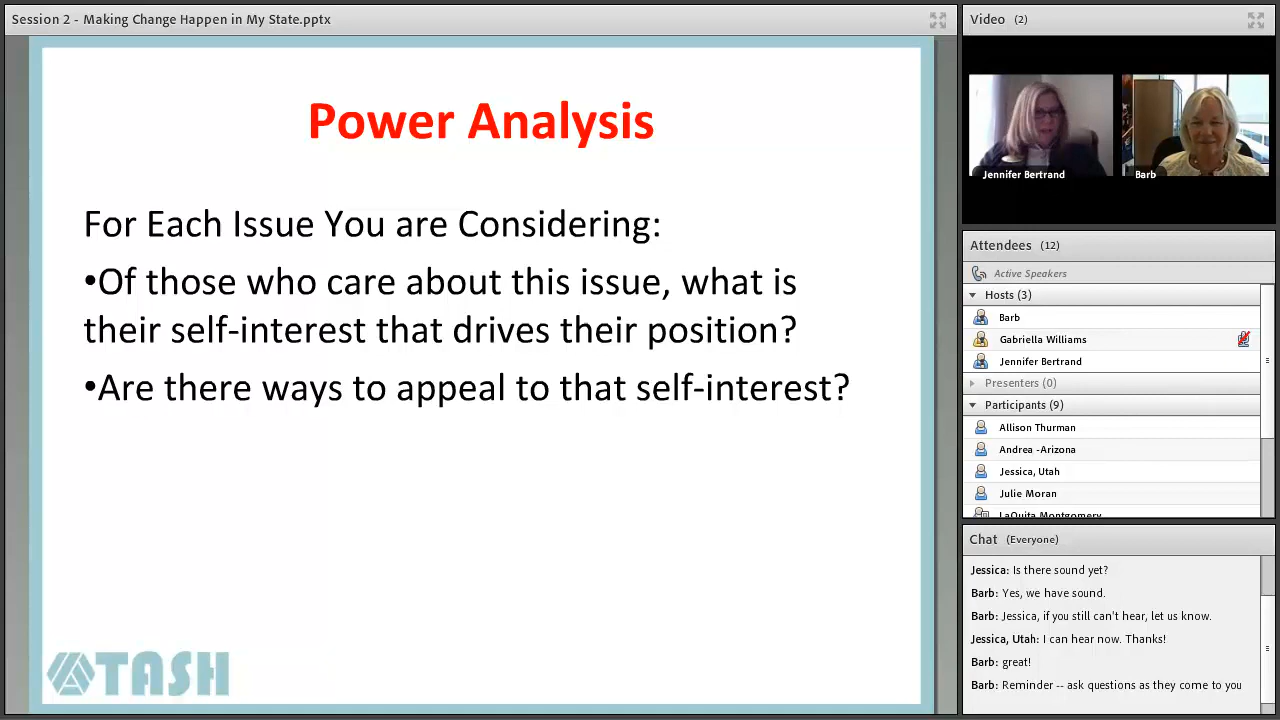 Session 2 - Making Change Happen in My State.pptx
Power Analysis
For Each Issue You are Considering:
•Of those who care about this issue, what is
their self-interest that drives their position?
•Are there ways to appeal to that self-interest?
TASH
Video (2)
Jennifer Bertrand
Barb
Attendees (12)
Active Speakers
Hosts (3)
Barb
Gabriella Williams
Jennifer Bertrand
Presenters (0)
Participants (9)
Allison Thurman
Andrea -Arizona
Jessica, Utah
Julie Moran
LaQuita Montgomery
Chat (Everyone)
Jessica: Is there sound yet?
Barb: Yes, we have sound.
Barb: Jessica, if you still can't hear, let us know.
Jessica, Utah: I can hear now. Thanks!
Barb: great!
Barb: Reminder -- ask questions as they come to you